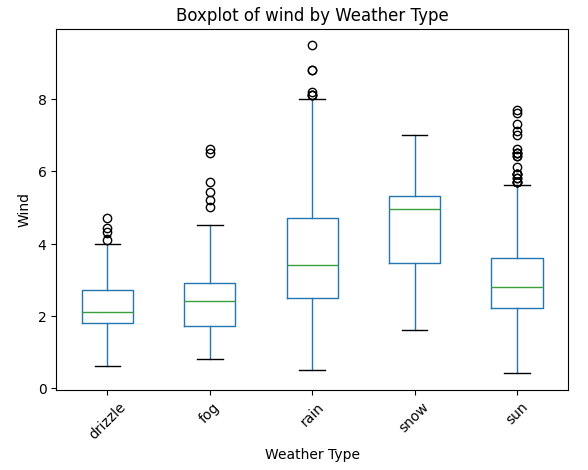 Boxplot of wind by Weather Type
Wind
8
6
4
2
0
drizzle
fog
rain
snow
sun
Weather Type